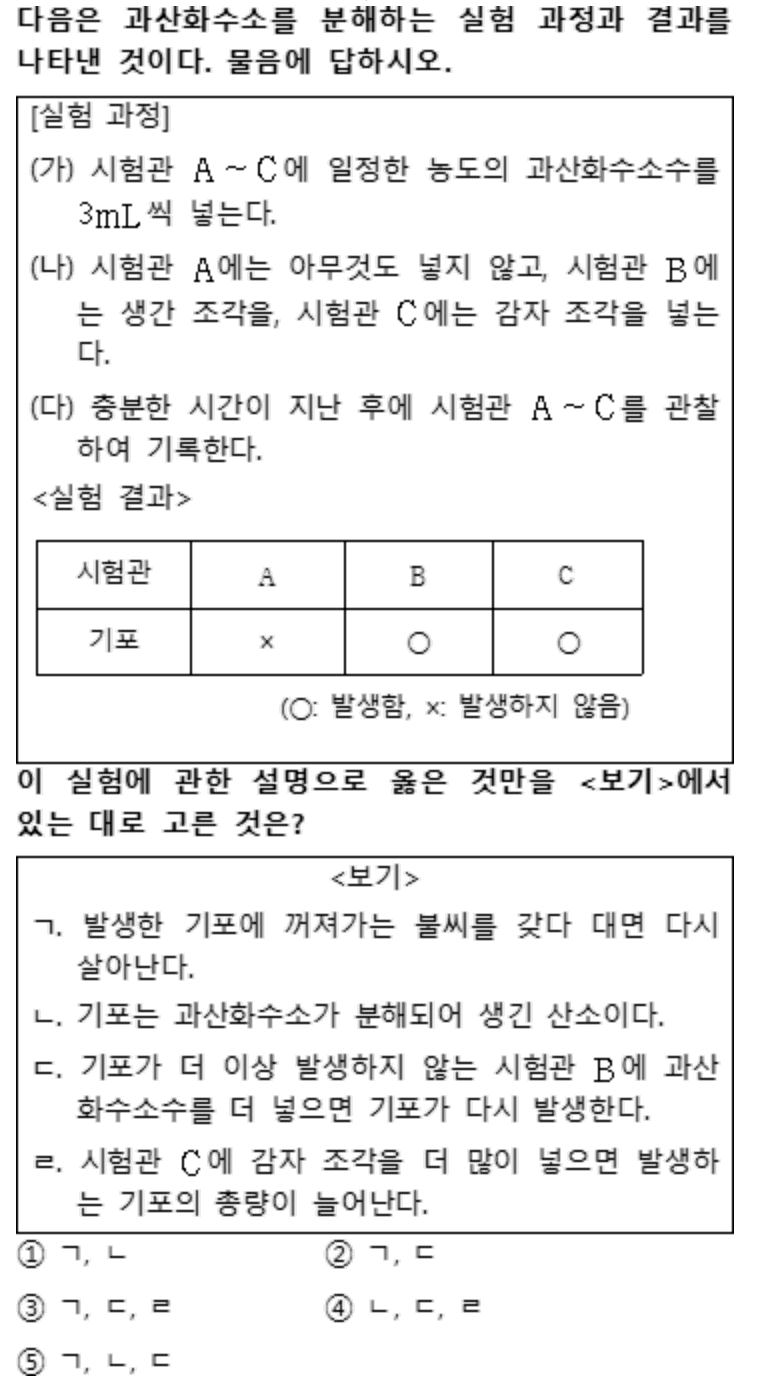 다음은 과산화수소를 분해하는 실험 과정과 결과를
나타낸 것이다. 물음에 답하시오.
[실험 과정]
(가) 시험관 A ~ C에 일정한 농도의 과산화수소수를
3mL씩 넣는다.
(나) 시험관 A에는 아무것도 넣지 않고, 시험관 B에
는 생간 조각을, 시험관 C에는 감자 조각을 넣는
다.
(다) 충분한 시간이 지난 후에 시험관 A ~ C를 관찰
하여 기록한다.
<실험 결과>
시험관 A B C
기포 × ○ ○
(○: 발생함, ×: 발생하지 않음)
이 실험에 관한 설명으로 옳은 것만을 <보기>에서
있는 대로 고른 것은?
<보기>
ㄱ. 발생한 기포에 꺼져가는 불씨를 갖다 대면 다시
살아난다.
ㄴ. 기포는 과산화수소가 분해되어 생긴 산소이다.
ㄷ. 기포가 더 이상 발생하지 않는 시험관 B에 과산
화수소수를 더 넣으면 기포가 다시 발생한다.
ㄹ. 시험관 C에 감자 조각을 더 많이 넣으면 발생하
는 기포의 총량이 늘어난다.
① ㄱ, ㄴ ② ㄱ, ㄷ
③ ㄱ, ㄷ, ㄹ ④ ㄴ, ㄷ, ㄹ
⑤ ㄱ, ㄴ, ㄷ